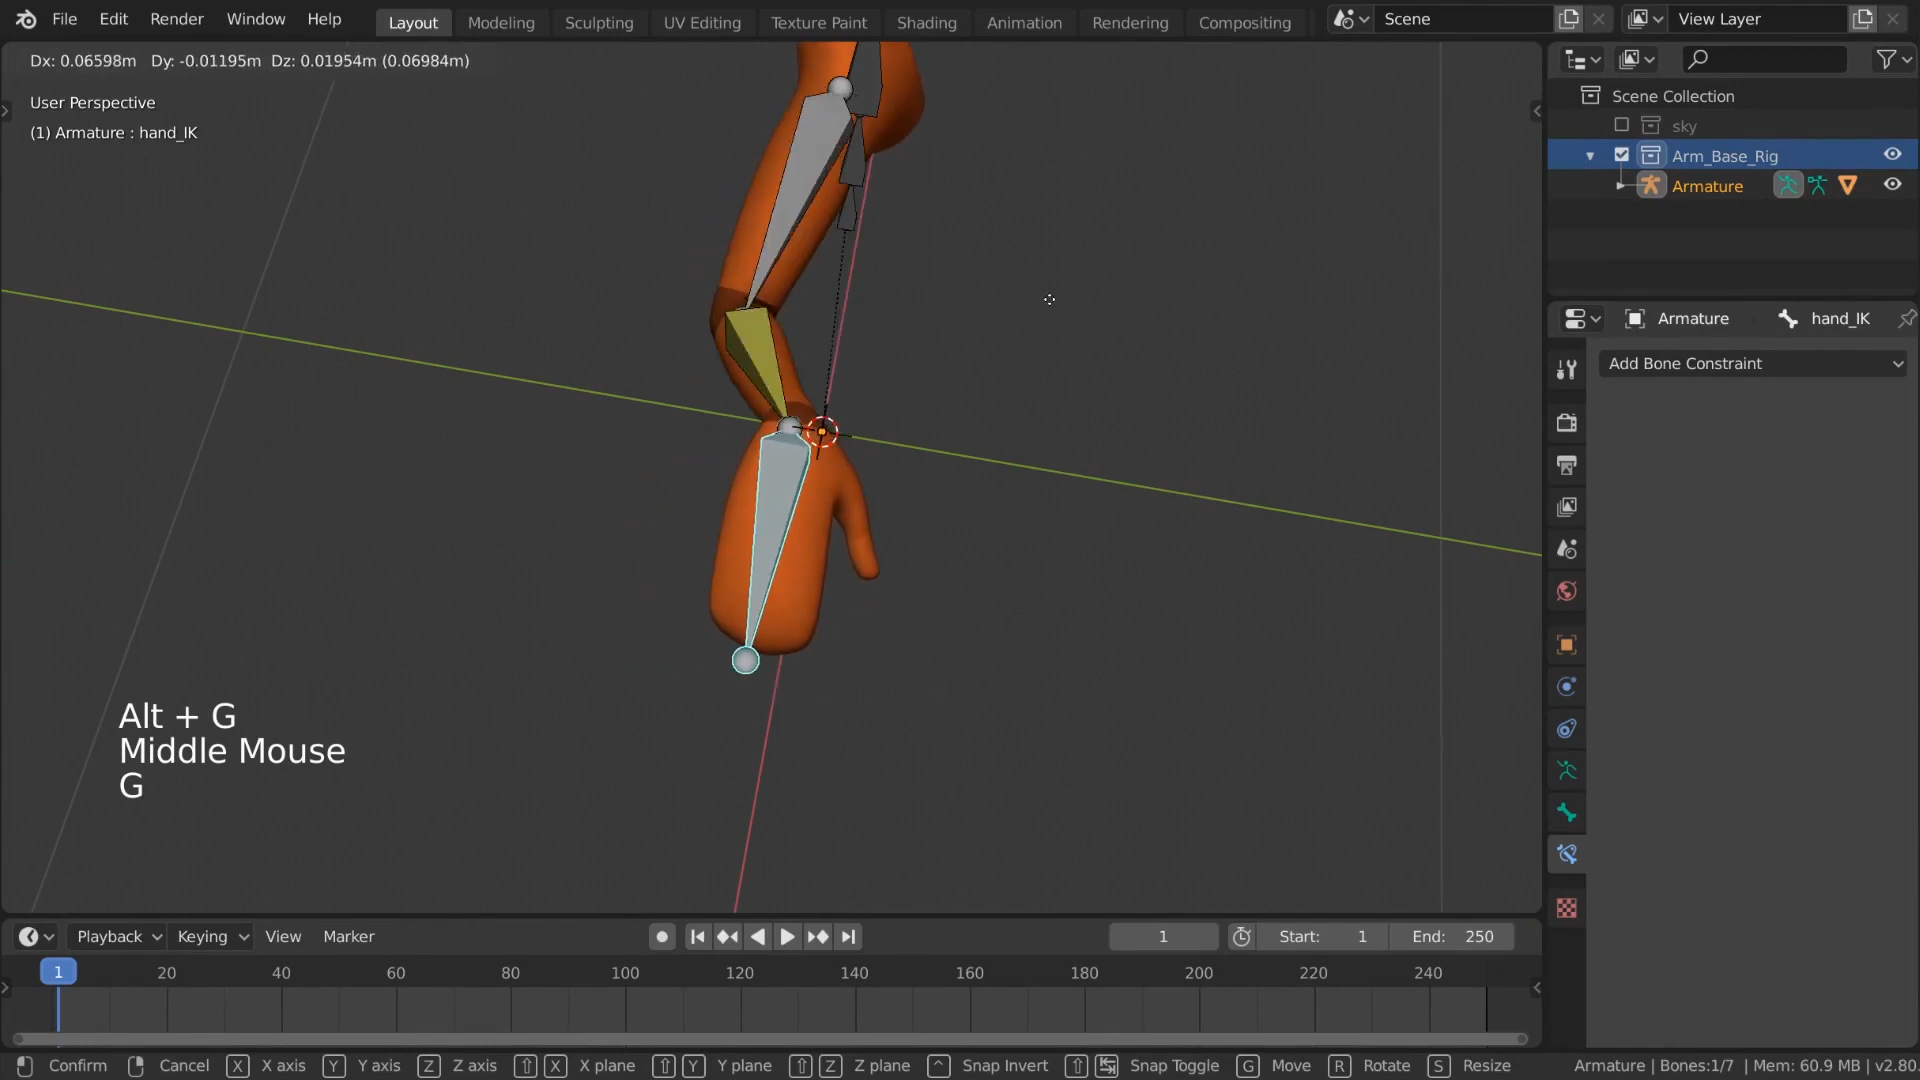 File Edit Render Window Help Layout Modeling Sculpting UV Editing Texture Paint Shading Animation Rendering Compositing Scene View Layer
Dx: 0.06598m Dy: -0.01195m Dz: 0.01954m (0.06984m)
User Perspective
(1) Armature : hand_IK
Scene Collection
sky
Arm_Base_Rig
Armature
Armature hand_IK
Add Bone Constraint
Alt + G
Middle Mouse
G
Playback Keying View Marker 1 Start: 1 End: 250
1 20 40 60 80 100 120 140 160 180 200 220 240
Confirm Cancel X X axis Y Y axis Z Z axis X X plane Y Y plane Z Z plane ^ Snap Invert Snap Toggle G Move R Rotate S Resize Armature | Bones:1/7 | Mem: 60.9 MB | v2.80